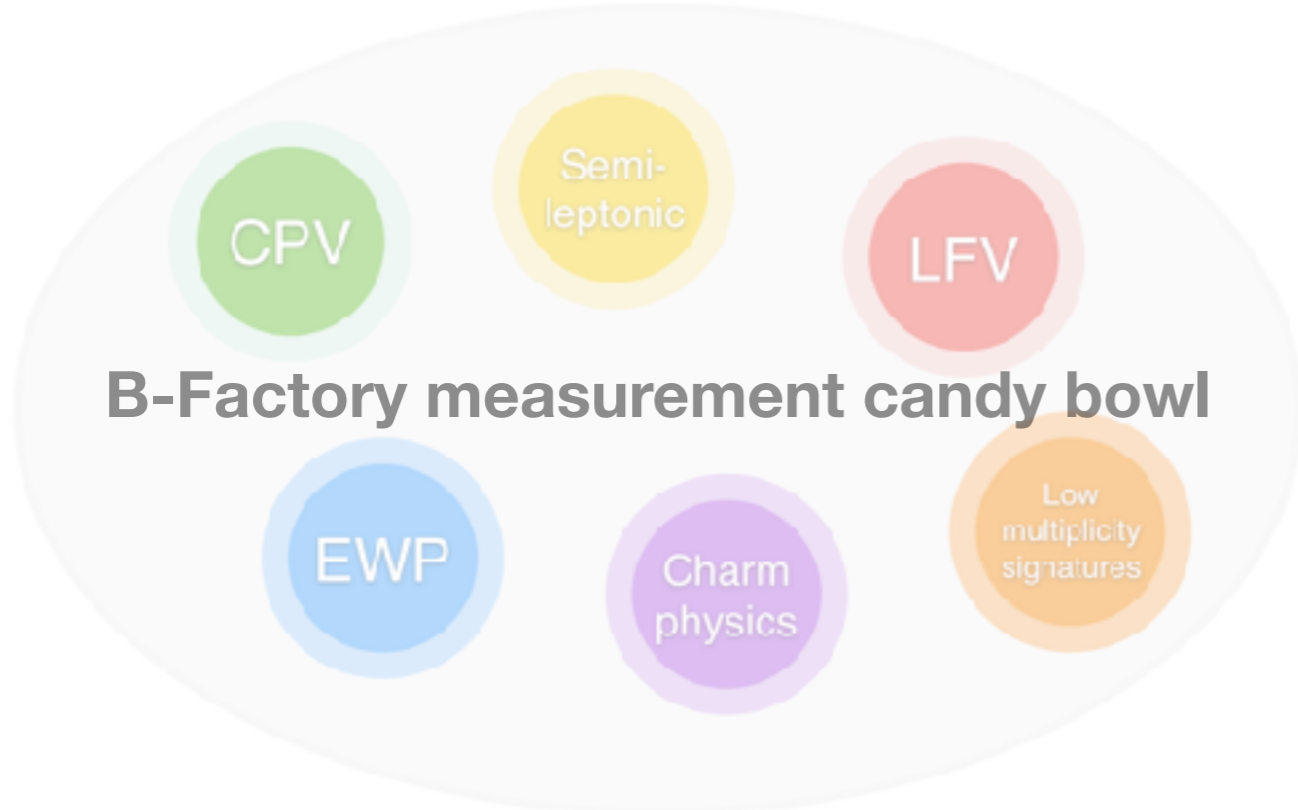 CPV
Semi-
leptonic
LFV
B-Factory measurement candy bowl
EWP
Charm
physics
Low
multiplicity
signatures